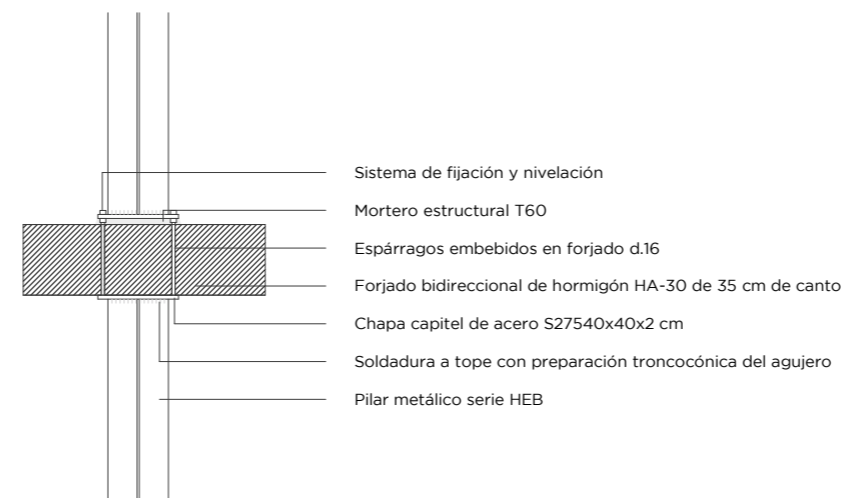 Sistema de fijación y nivelación
Mortero estructural T60
Espárragos embebidos en forjado d.16
Forjado bidireccional de hormigón HA-30 de 35 cm de canto
Chapa capitel de acero S27540x40x2 cm
Soldadura a tope con preparación troncocónica del agujero
Pilar metálico serie HEB